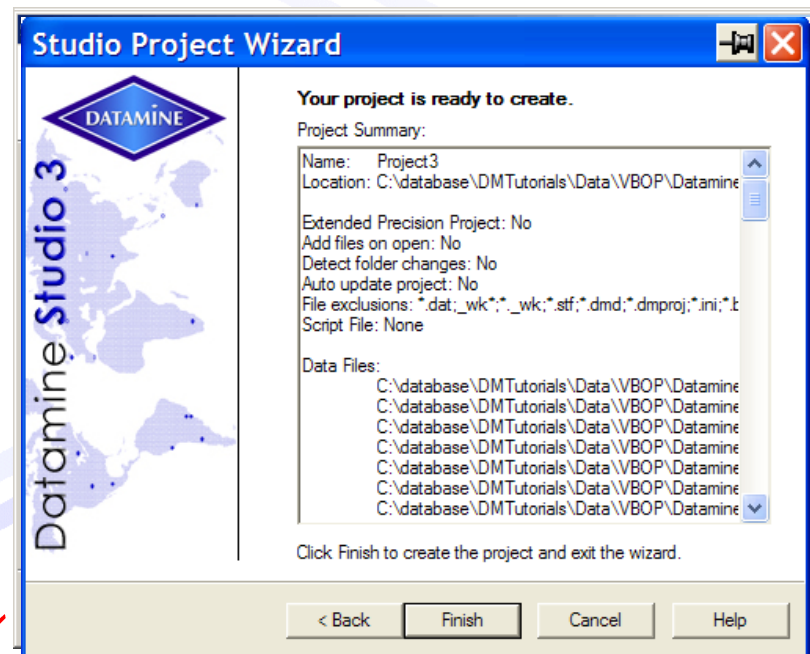 Studio Project Wizard
DATAMINE
Datamine Studio 3
Your project is ready to create.
Project Summary:
Name: Project3
Location: C:\database\DMTutorials\Data\VBOP\Datamine
Extended Precision Project: No
Add files on open: No
Detect folder changes: No
Auto update project: No
File exclusions: *.dat;_wk*;*._wk;*.stf;*.dmd;*.dmproj;*.ini;*.b
Script File: None
Data Files:
C:\database\DMTutorials\Data\VBOP\Datamine
C:\database\DMTutorials\Data\VBOP\Datamine
C:\database\DMTutorials\Data\VBOP\Datamine
C:\database\DMTutorials\Data\VBOP\Datamine
C:\database\DMTutorials\Data\VBOP\Datamine
C:\database\DMTutorials\Data\VBOP\Datamine
C:\database\DMTutorials\Data\VBOP\Datamine
Click Finish to create the project and exit the wizard.
< Back Finish Cancel Help